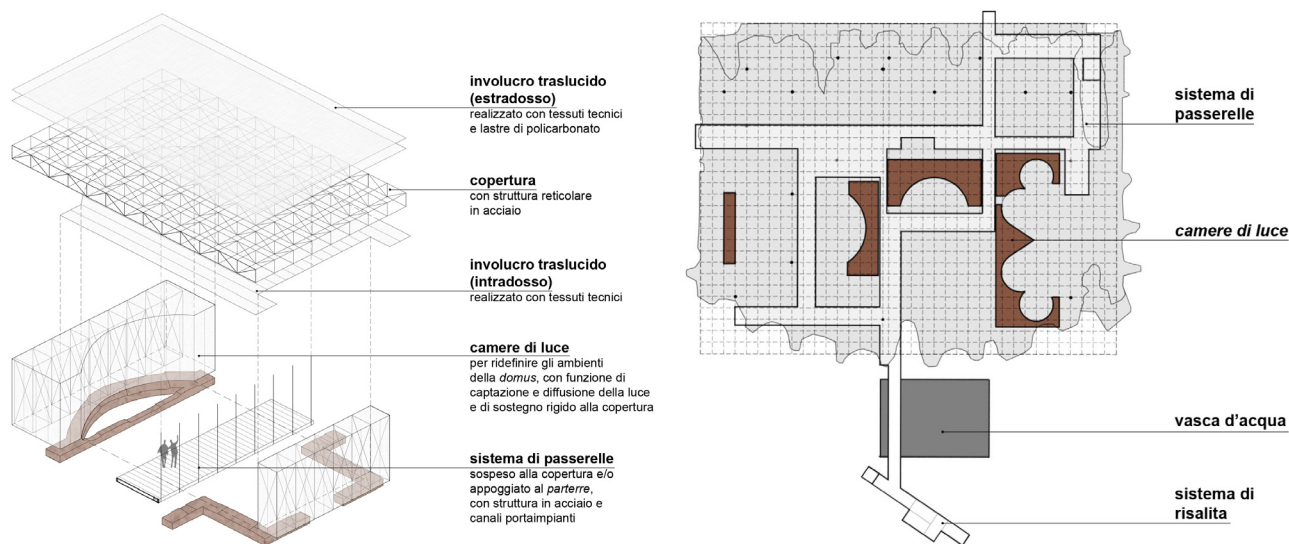 involucro traslucido
(estradosso)
realizzato con tessuti tecnici
e lastre di policarbonato
copertura
con struttura reticolare
in acciaio
involucro traslucido
(intradosso)
realizzato con tessuti tecnici
camere di luce
per ridefinire gli ambienti
della domus, con funzione di
captazione e diffusione della luce
e di sostegno rigido alla copertura
sistema di passerelle
sospeso alla copertura e/o
appoggiato al parterre,
con struttura in acciaio e
canali portaimpianti
sistema di
passerelle
camere di luce
vasca d'acqua
sistema di
risalita